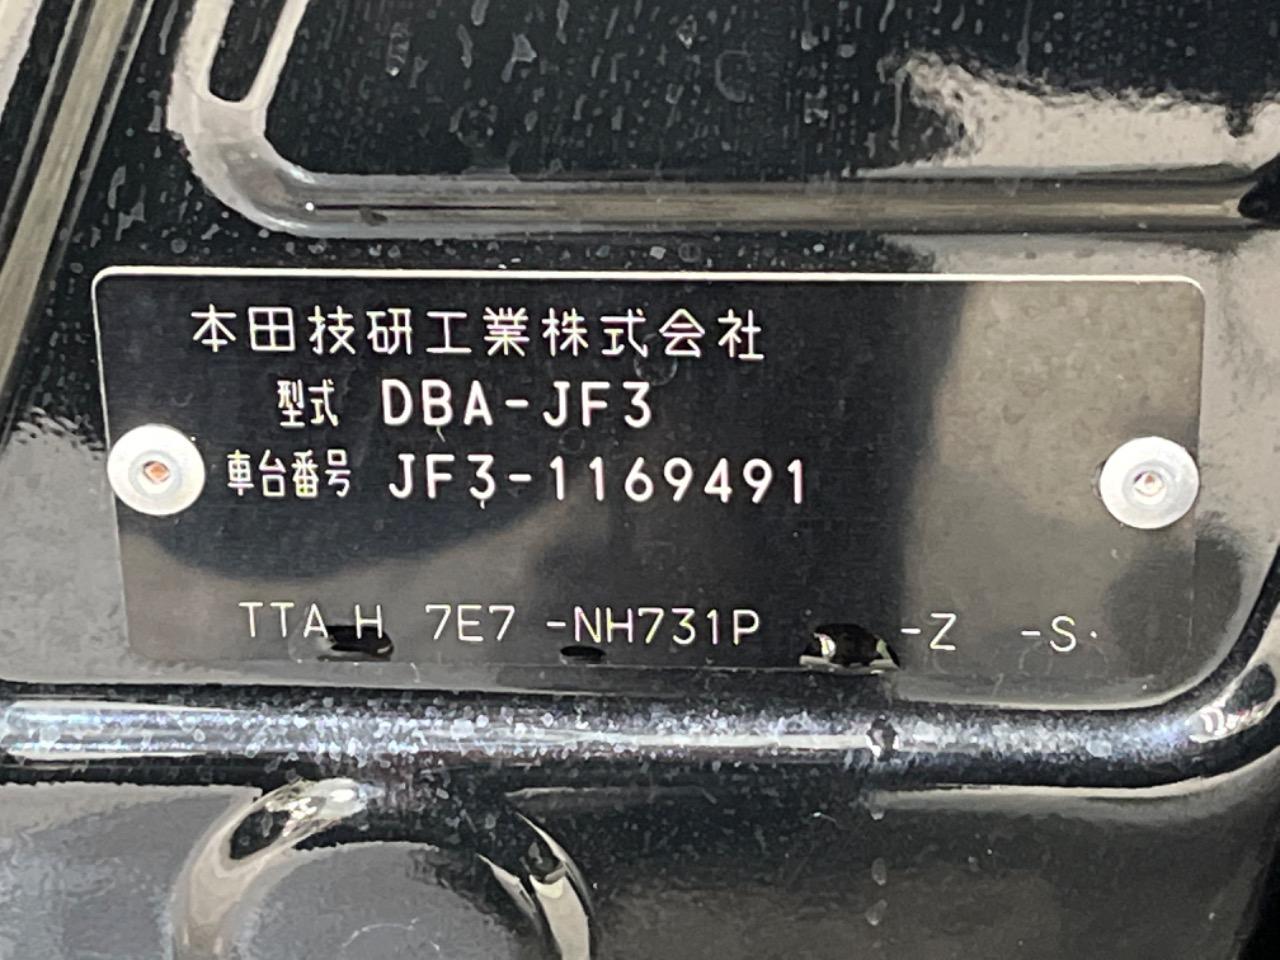 本田技研工業株式会社
型式 DBA-JF3
車台番号 JF3-1169491
TTA H 7E7 -NH731P -Z -S